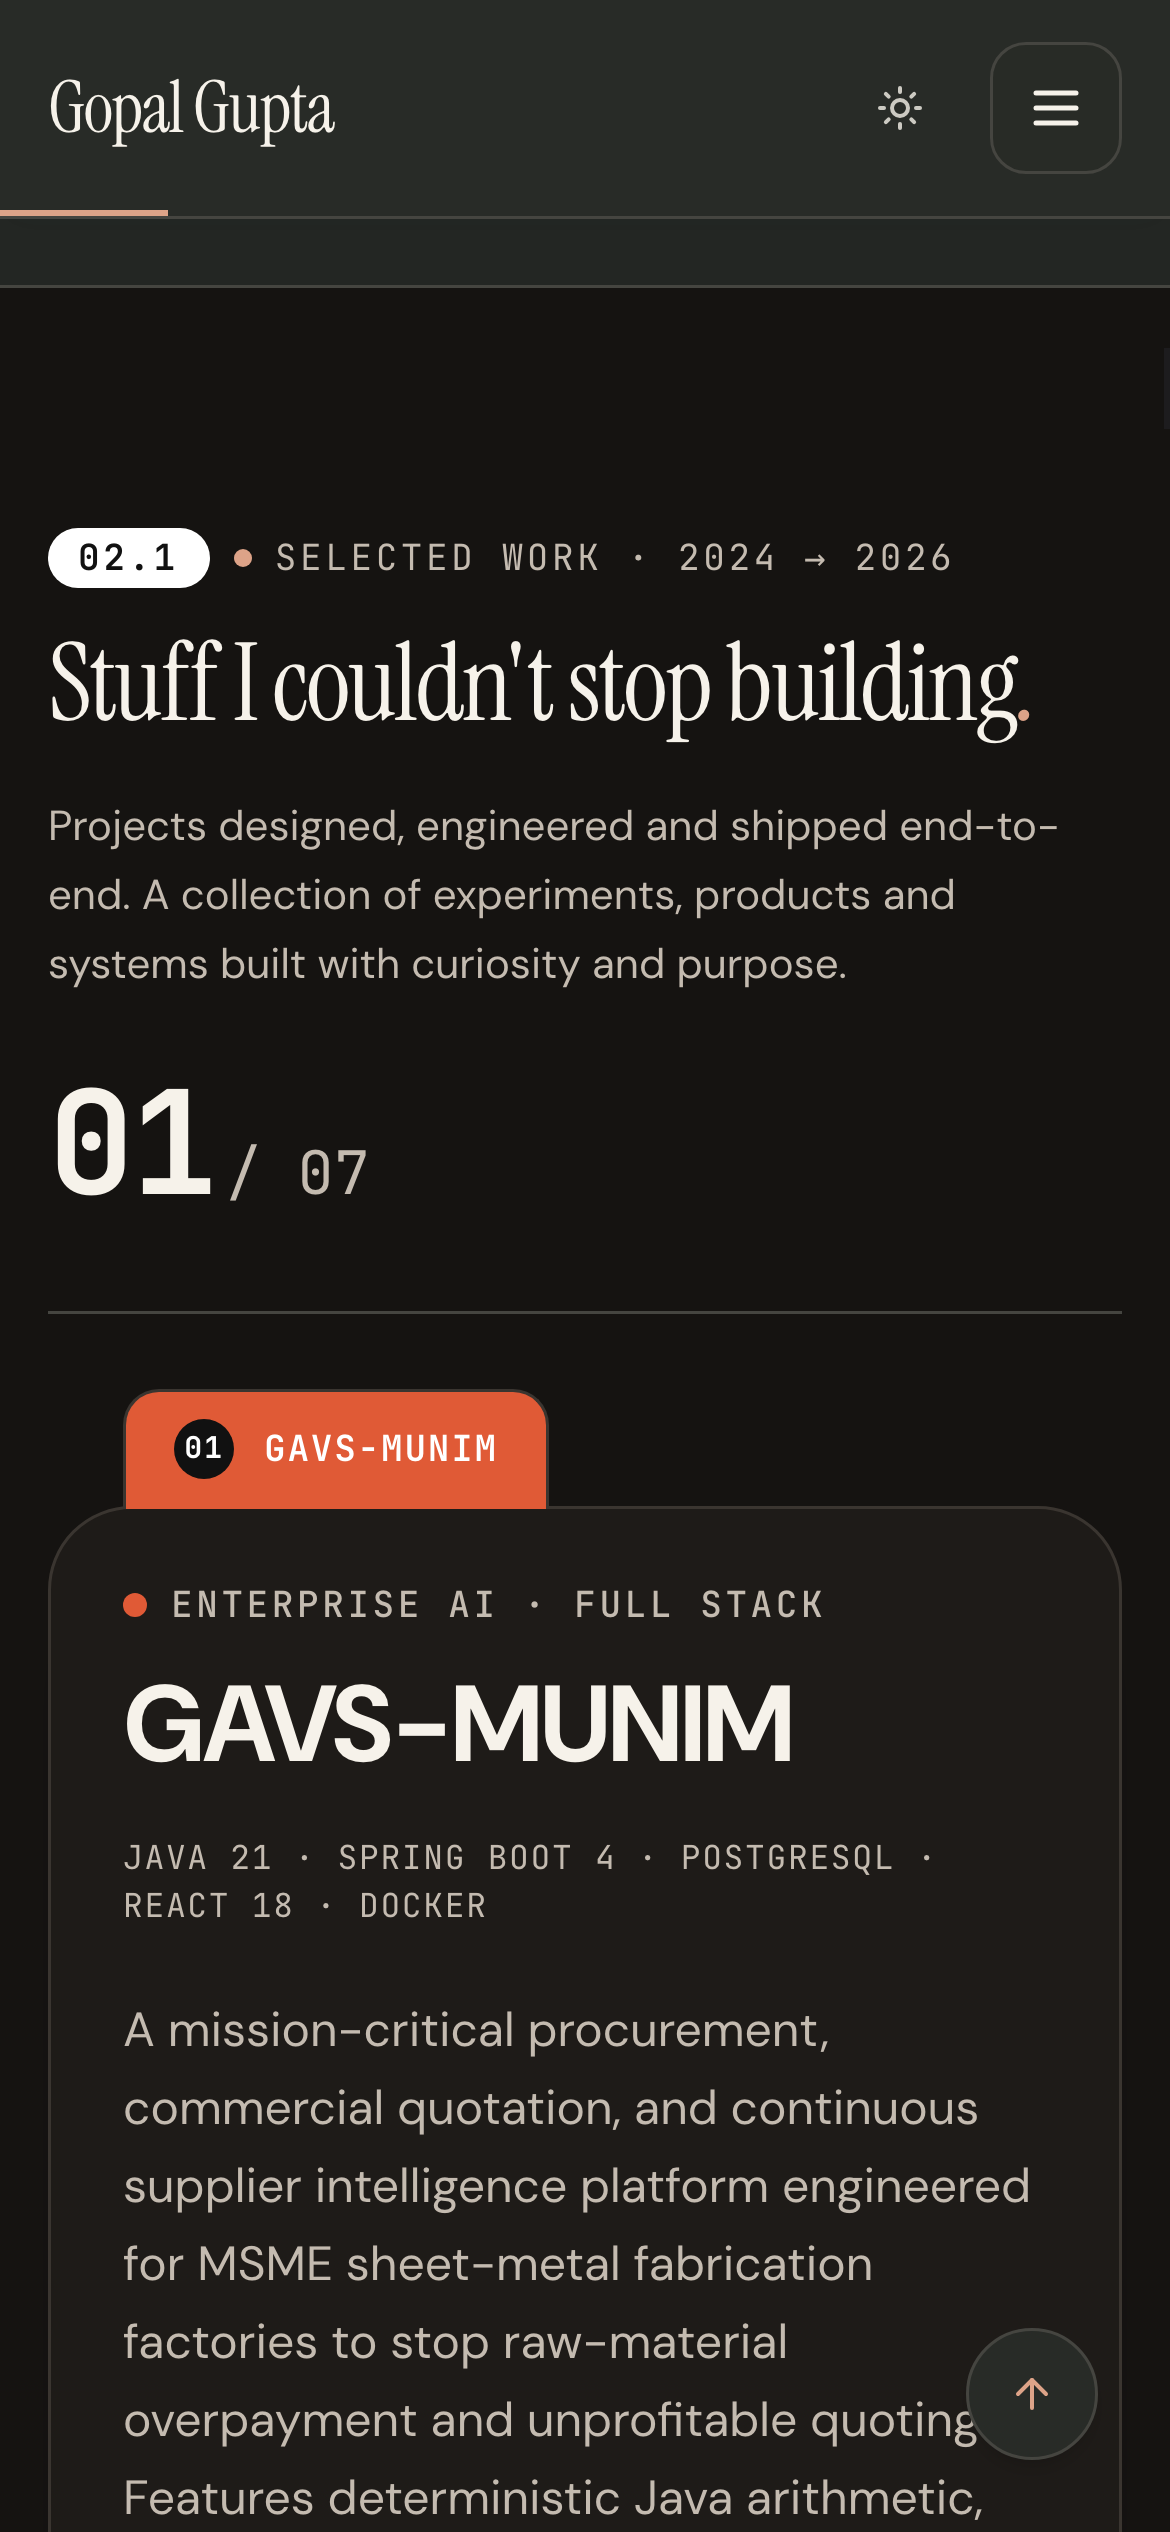 Gopal Gupta
02.1 • SELECTED WORK · 2024 → 2026
Stuff I couldn't stop building.
Projects designed, engineered and shipped end-to-
end. A collection of experiments, products and
systems built with curiosity and purpose.
01 / 07
01 GAVS-MUNIM
• ENTERPRISE AI · FULL STACK
GAVS-MUNIM
JAVA 21 · SPRING BOOT 4 · POSTGRESQL ·
REACT 18 · DOCKER
A mission-critical procurement,
commercial quotation, and continuous
supplier intelligence platform engineered
for MSME sheet-metal fabrication
factories to stop raw-material
overpayment and unprofitable quoting
Features deterministic Java arithmetic,